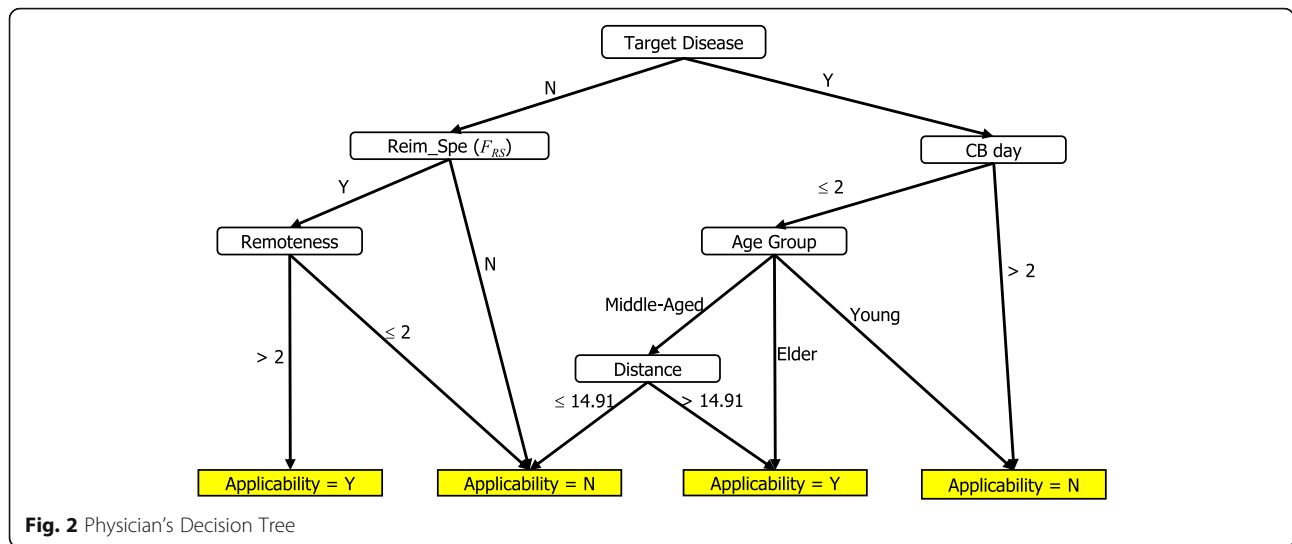 Target Disease
N
Y
Reim_Spe (F_RS)
CB day
Y
≤ 2
Remoteness
Age Group
N
> 2
Middle-Aged
Young
≤ 2
> 2
Elder
Distance
≤ 14.91
> 14.91
Applicability = Y
Applicability = N
Applicability = Y
Applicability = N
Fig. 2 Physician's Decision Tree